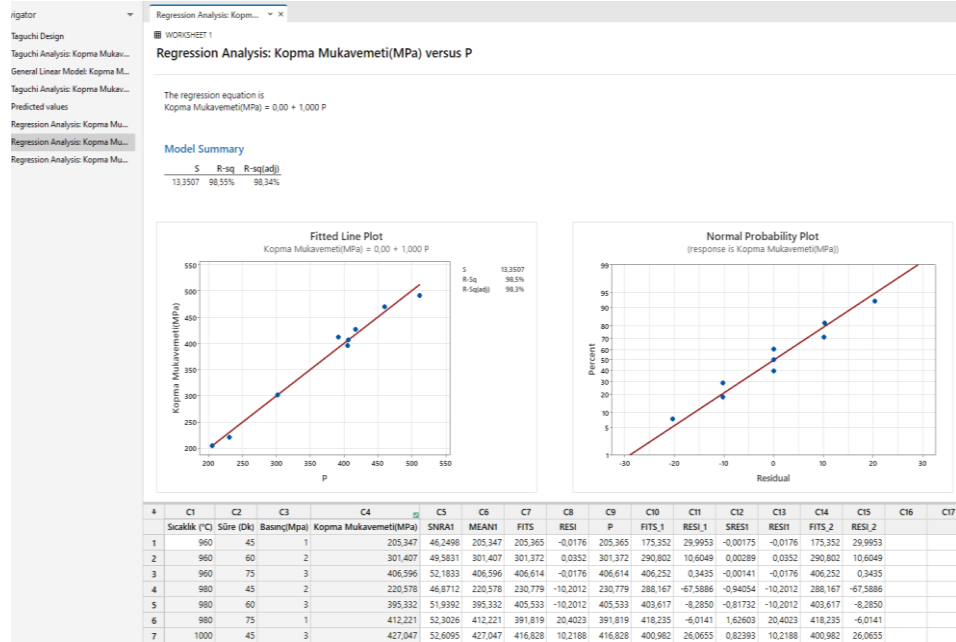 vigator
Regression Analysis: Kopm...
Taguchi Design
Taguchi Analysis: Kopma Mukav...
General Linear Model: Kopma M...
Taguchi Analysis: Kopma Mukav...
Predicted values
Regression Analysis: Kopma Mu...
Regression Analysis: Kopma Mu...
Regression Analysis: Kopma Mu...
WORKSHEET 1
Regression Analysis: Kopma Mukavemeti(MPa) versus P
The regression equation is
Kopma Mukavemeti(MPa) = 0,00 + 1,000 P
Model Summary
S R-sq R-sq(adj)
13,3507 98,55% 98,34%
Fitted Line Plot
Kopma Mukavemeti(MPa) = 0,00 + 1,000 P
S 13,3507
R-Sq 98,5%
R-Sq(adj) 98,3%
550
500
450
400
350
300
250
200
Kopma Mukavemeti(MPa)
200 250 300 350 400 450 500 550
P
Normal Probability Plot
(response is Kopma Mukavemeti(MPa))
99
95
90
80
70
60
50
40
30
20
10
5
1
Percent
-30 -20 -10 0 10 20 30
Residual
C1 C2 C3 C4 C5 C6 C7 C8 C9 C10 C11 C12 C13 C14 C15 C16 C17
Sıcaklık (°C) Süre (Dk) Basınç(Mpa) Kopma Mukavemeti(MPa) SNRA1 MEAN1 FITS RESI P FITS_1 RESI_1 SRES1 RESI1 FITS_2 RESI_2
1 960 45 1 205,347 46,2498 205,347 205,365 -0,0176 205,365 175,352 29,9953 -0,00175 -0,0176 175,352 29,9953
2 960 60 2 301,407 49,5831 301,407 301,372 0,0352 301,372 290,802 10,6049 0,00289 0,0352 290,802 10,6049
3 960 75 3 406,596 52,1833 406,596 406,614 -0,0176 406,614 406,252 0,3435 -0,00141 -0,0176 406,252 0,3435
4 980 45 2 220,578 46,8712 220,578 230,779 -10,2012 230,779 288,167 -67,5886 -0,94054 -10,2012 288,167 -67,5886
5 980 60 3 395,332 51,9392 395,332 405,533 -10,2012 405,533 403,617 -8,2850 -0,81732 -10,2012 403,617 -8,2850
6 980 75 1 412,221 52,3026 412,221 391,819 20,4023 391,819 418,235 -6,0141 1,62603 20,4023 418,235 -6,0141
7 1000 45 3 427,047 52,6095 427,047 416,828 10,2188 416,828 400,982 26,0655 0,82393 10,2188 400,982 26,0655